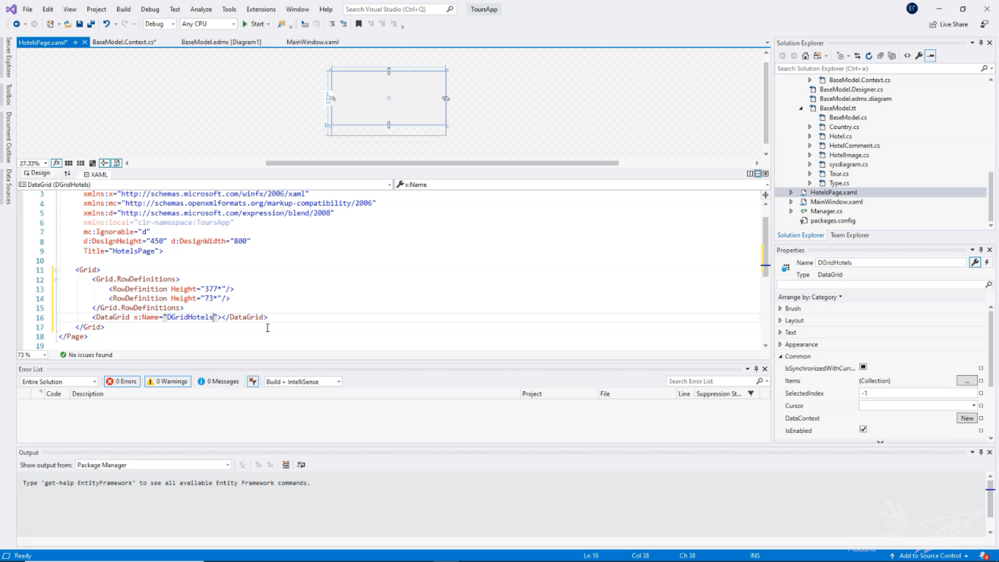 File Edit View Project Build Debug Test Analyze Tools Extensions Window Help Search Visual Studio (Ctrl+Q) ToursApp ЕГ
Debug Any CPU Start Live Share
HotelsPage.xaml* BaseModel.Context.cs* BaseModel.edmx [Diagram1] MainWindow.xaml
Server Explorer
Toolbox
Document Outline
Data Sources
377*
27.33% fx
Design XAML
DataGrid (DGridHotels) x:Name
3 xmlns:x="http://schemas.microsoft.com/winfx/2006/xaml"
4 xmlns:mc="http://schemas.openxmlformats.org/markup-compatibility/2006"
5 xmlns:d="http://schemas.microsoft.com/expression/blend/2008"
6 xmlns:local="clr-namespace:ToursApp"
7 mc:Ignorable="d"
8 d:DesignHeight="450" d:DesignWidth="800"
9 Title="HotelsPage">
10
11 <Grid>
12 <Grid.RowDefinitions>
13 <RowDefinition Height="377*"/>
14 <RowDefinition Height="73*"/>
15 </Grid.RowDefinitions>
16 <DataGrid x:Name="DGridHotels"></DataGrid>
17 </Grid>
18 </Page>
19
73 % No issues found
Error List
Entire Solution 0 Errors 0 Warnings 0 Messages Build + IntelliSense Search Error List
Code Description Project File Line Suppression St...
Output
Show output from: Package Manager
Type 'get-help EntityFramework' to see all available Entity Framework commands.
Solution Explorer
Search Solution Explorer (Ctrl+ж)
BaseModel.Context.cs
BaseModel.Designer.cs
BaseModel.edmx.diagram
BaseModel.tt
BaseModel.cs
Country.cs
Hotel.cs
HotelComment.cs
HotelImage.cs
sysdiagram.cs
Tour.cs
Type.cs
HotelsPage.xaml
MainWindow.xaml
Manager.cs
packages.config
Solution Explorer Team Explorer
Properties
Name DGridHotels
Type DataGrid
Arrange by: Category
Brush
Layout
Text
Appearance
Common
IsSynchronizedWithCurr...
Items (Collection) ...
SelectedIndex -1
Cursor
DataContext New
IsEnabled
Ready Ln 16 Col 38 Ch 38 INS Add to Source Control 4